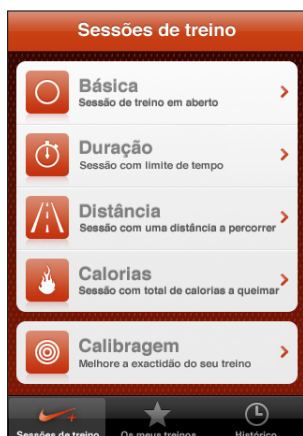 Sessões de treino
Básica
Sessão de treino em aberto
Duração
Sessão com limite de tempo
Distância
Sessão com uma distância a percorrer
Calorias
Sessão com total de calorias a queimar
Calibragem
Melhore a exactidão do seu treino
Sessões de treino
Os meus treinos
Histórico